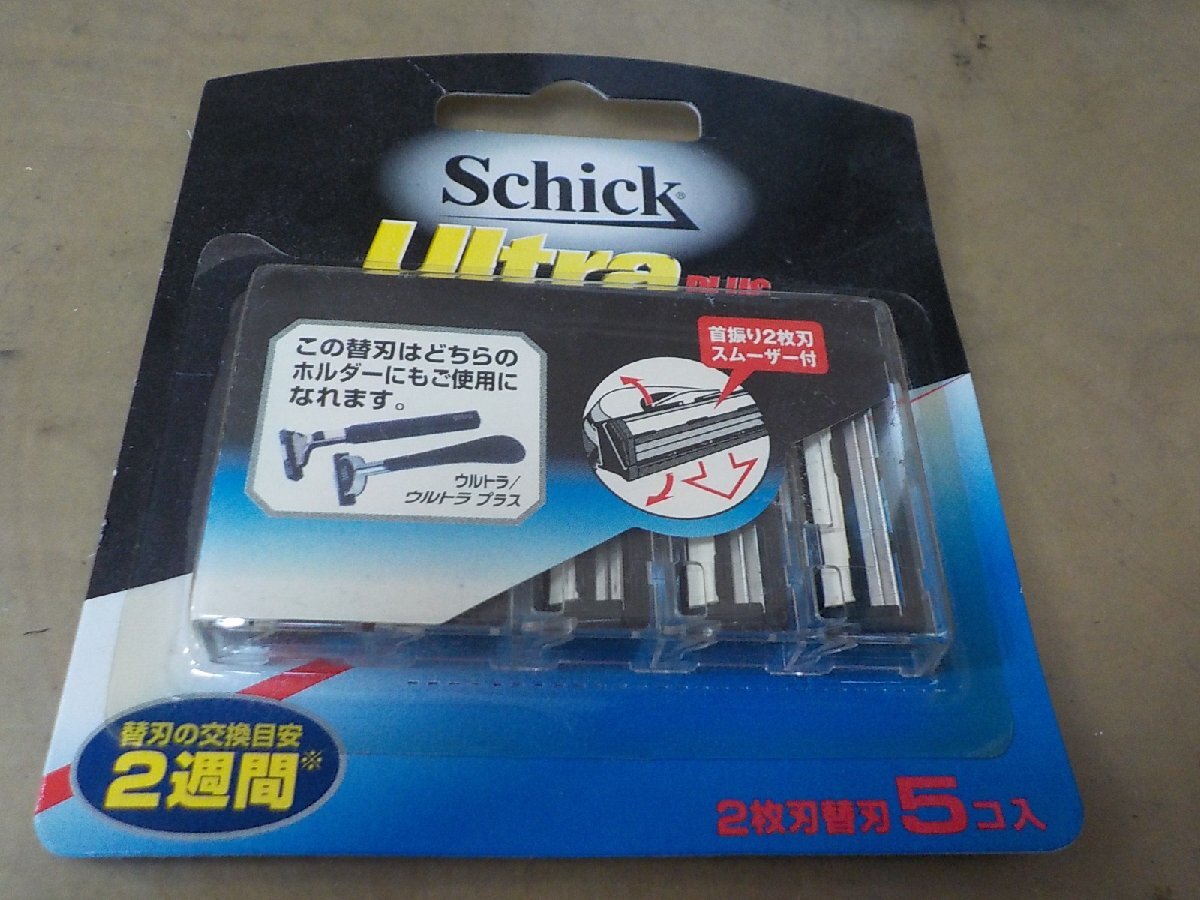 Schick
Ultra PLUS
首振り2枚刃
スムーザー付
この替刃はどちらの
ホルダーにもご使用に
なれます。
ウルトラ/
ウルトラ プラス
替刃の交換目安
2週間※
2枚刃替刃5コ入